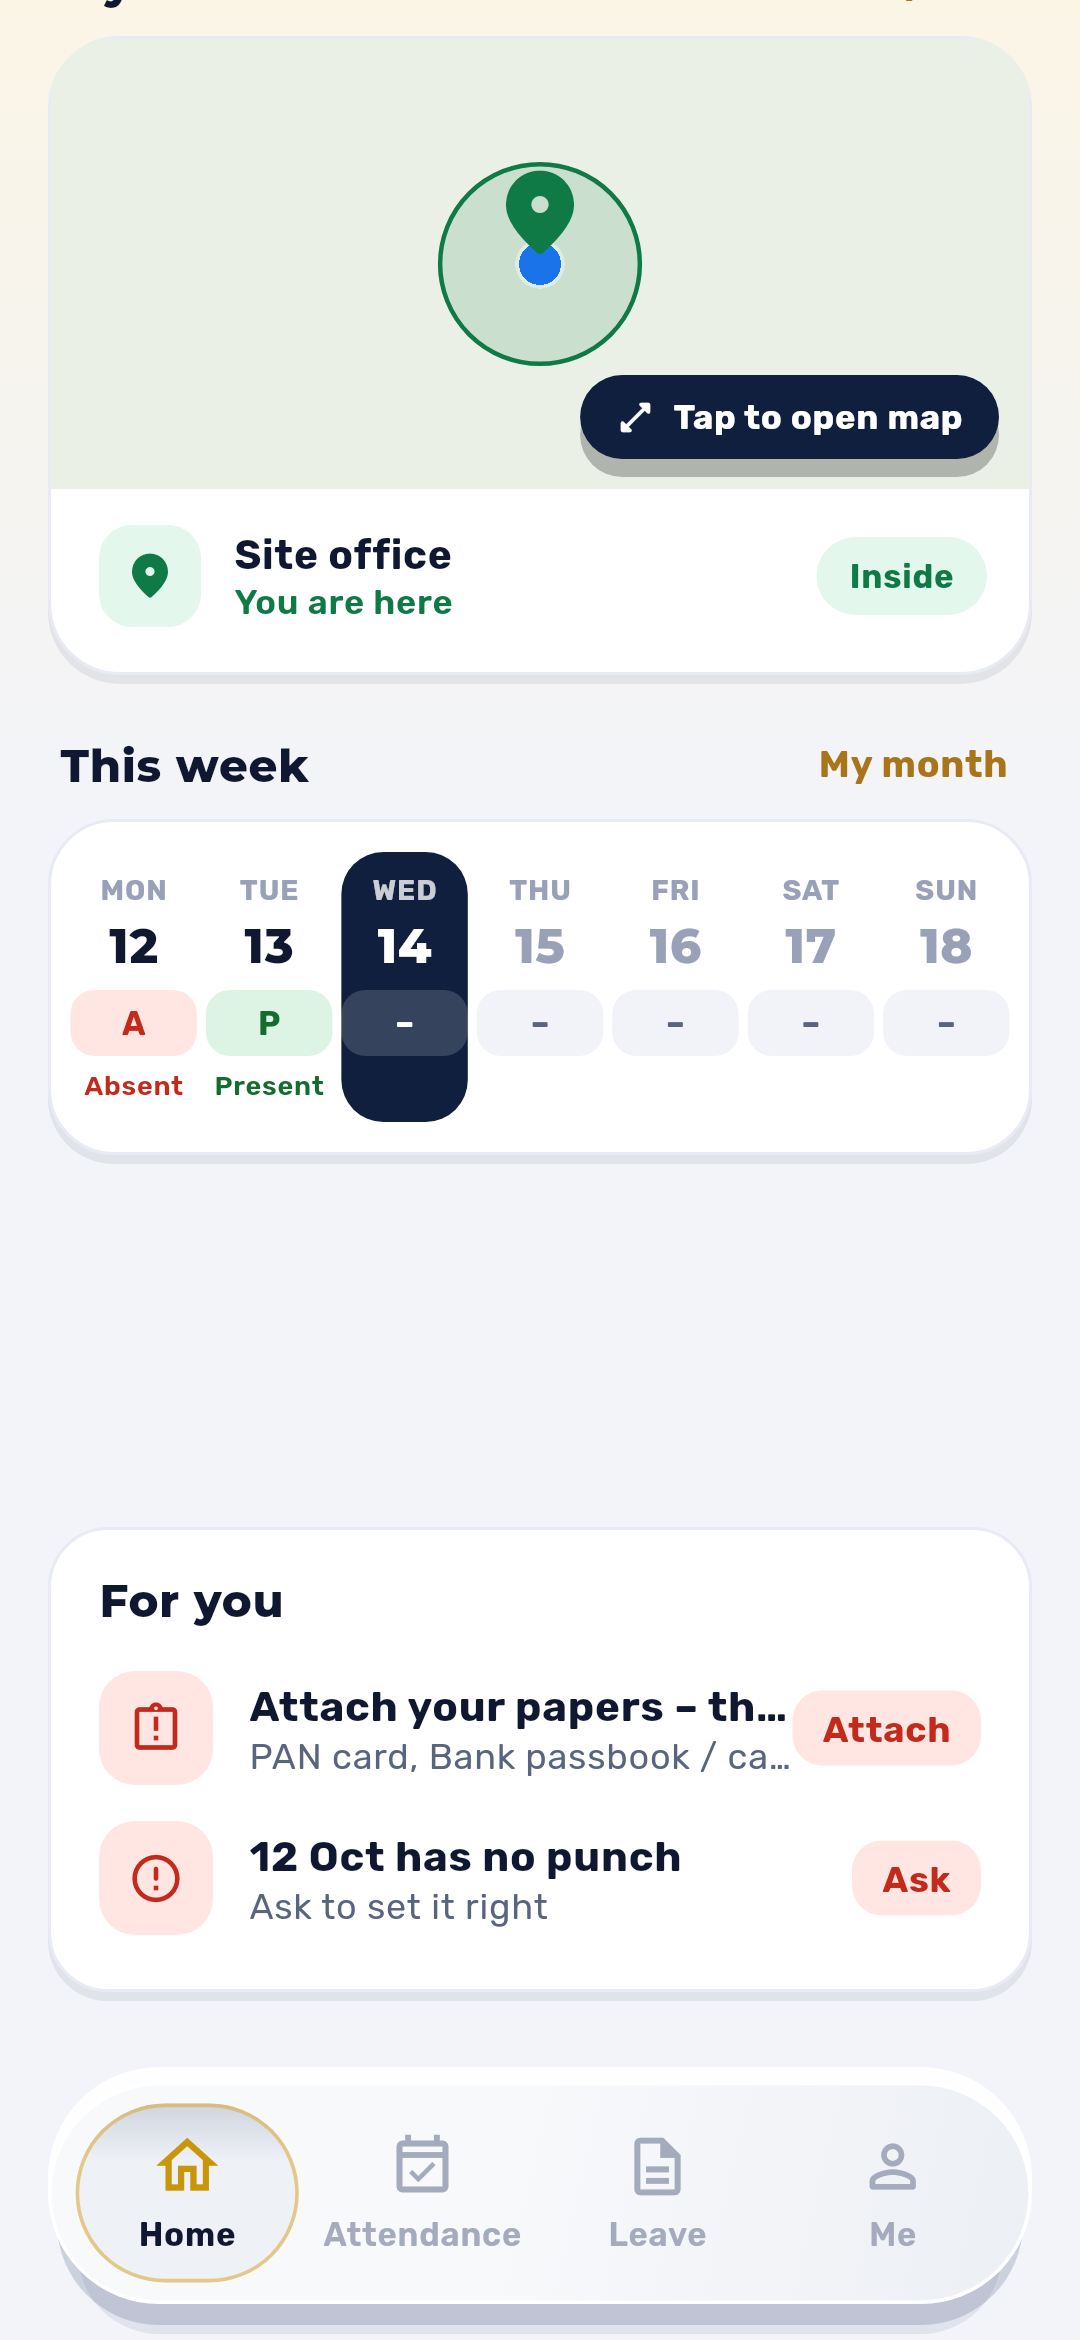 Tap to open map
Site office
You are here
Inside
This week
My month
MON TUE WED THU FRI SAT SUN
12 13 14 15 16 17 18
A P - - - - -
Absent Present
For you
Attach your papers – th...
PAN card, Bank passbook / ca...
Attach
12 Oct has no punch
Ask to set it right
Ask
Home Attendance Leave Me